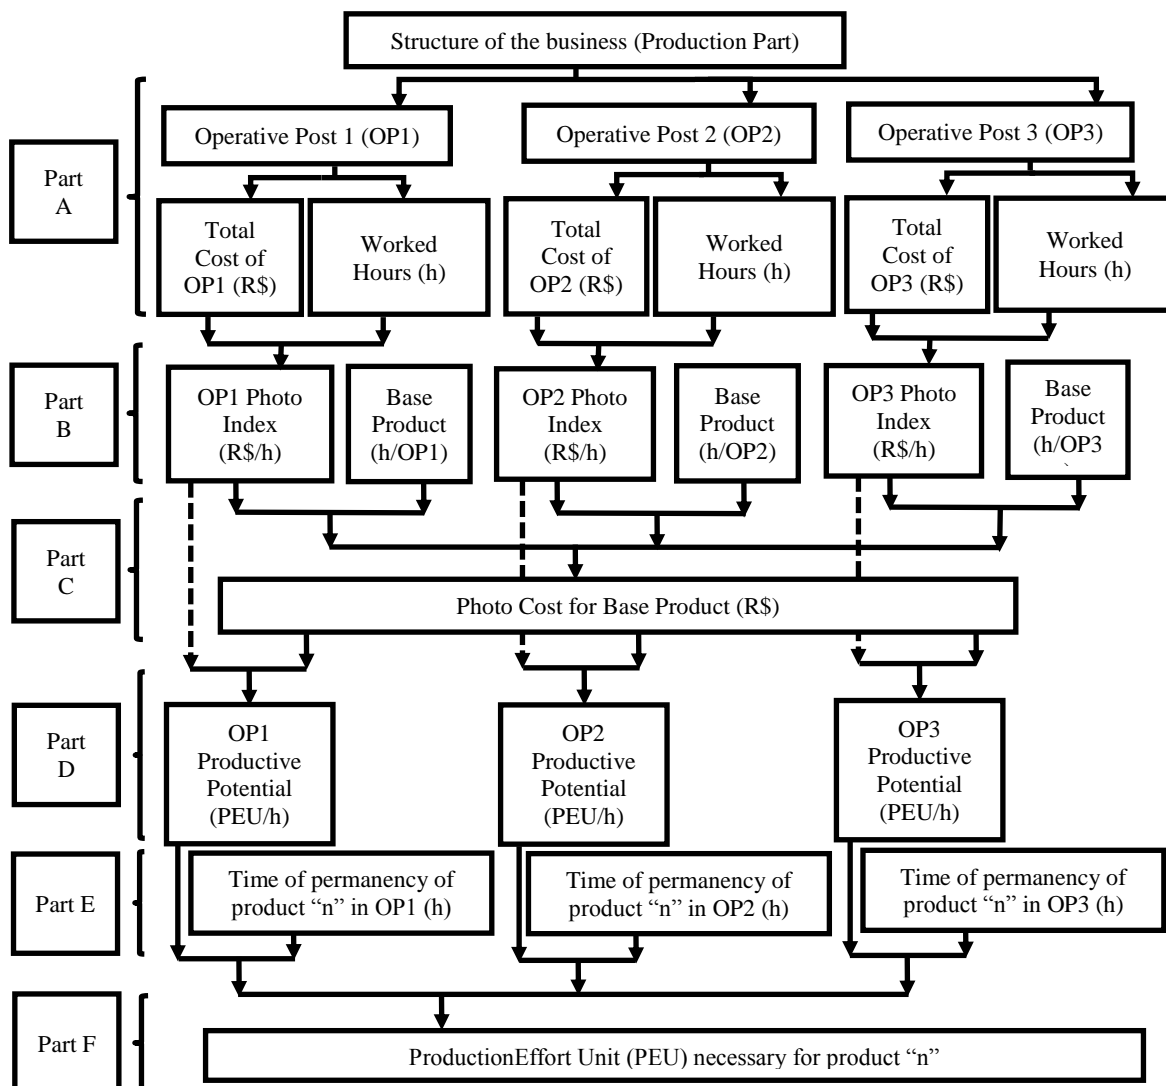 Structure of the business (Production Part)
Part
A
Operative Post 1 (OP1)
Operative Post 2 (OP2)
Operative Post 3 (OP3)
Total
Cost of
OP1 (R$)
Worked
Hours (h)
Total
Cost of
OP2 (R$)
Worked
Hours (h)
Total
Cost of
OP3 (R$)
Worked
Hours (h)
Part
B
OP1 Photo
Index
(R$/h)
Base
Product
(h/OP1)
OP2 Photo
Index
(R$/h)
Base
Product
(h/OP2)
OP3 Photo
Index
(R$/h)
Base
Product
(h/OP3
Part
C
Photo Cost for Base Product (R$)
Part
D
OP1
Productive
Potential
(PEU/h)
OP2
Productive
Potential
(PEU/h)
OP3
Productive
Potential
(PEU/h)
Part E
Time of permanency of
product “n” in OP1 (h)
Time of permanency of
product “n” in OP2 (h)
Time of permanency of
product “n” in OP3 (h)
Part F
ProductionEffort Unit (PEU) necessary for product “n”